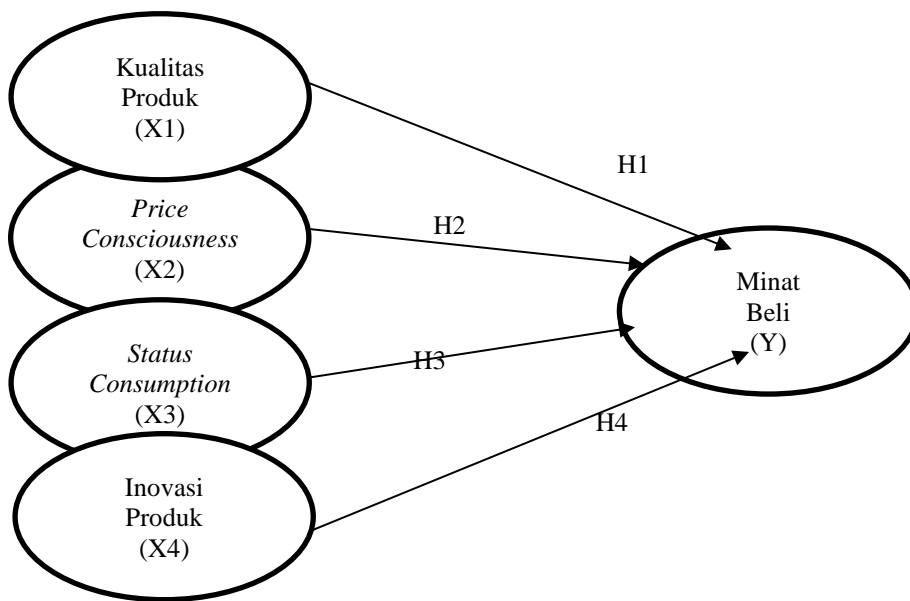 Kualitas
Produk
(X1)
H1
Price
Consciousness
(X2)
H2
Minat
Beli
(Y)
Status
Consumption
(X3)
H3
H4
Inovasi
Produk
(X4)